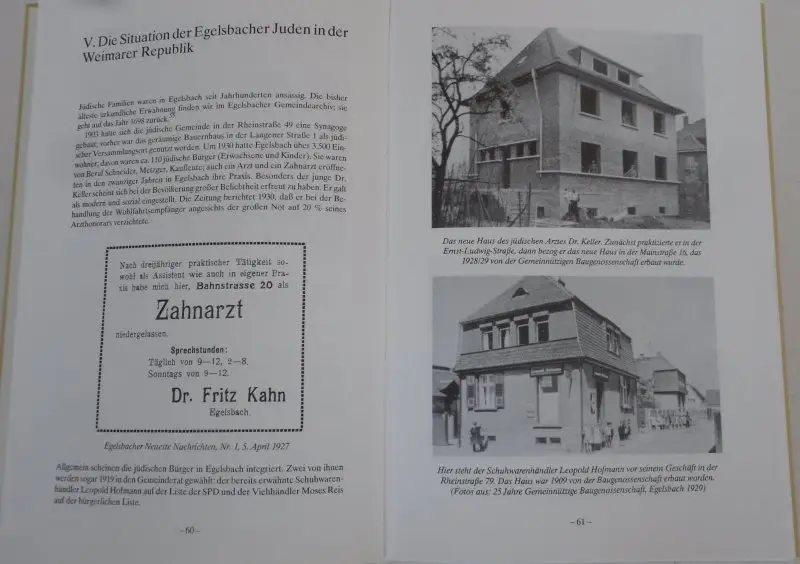 V. Die Situation der Egelsbacher Juden in der
Weimarer Republik
Jüdische Familien waren in Egelsbach seit Jahrhunderten ansässig. Die bisher
älteste urkundliche Erwähnung finden wir im Egelsbacher Gemeindearchiv; sie
geht auf das Jahr 1698 zurück.
1903 hatte sich die jüdische Gemeinde in der Rheinstraße 49 eine Synagoge
gebaut; vorher war das geräumige Bauernhaus in der Langener Straße 1 als jüdi-
scher Versammlungsort genutzt worden. Um 1930 hatte Egelsbach über 3.500 Ein-
wohner; davon waren ca. 110 jüdische Bürger (Erwachsene und Kinder). Sie waren
von Beruf Schneider, Metzger, Kaufleute; auch ein Arzt und ein Zahnarzt eröffne-
ten in den zwanziger Jahren in Egelsbach ihre Praxis. Besonders der junge Dr.
Keller scheint sich bei der Bevölkerung großer Beliebtheit erfreut zu haben. Er galt
als modern und sozial eingestellt. Die Zeitung berichtet 1930, daß er bei der Be-
handlung der Wohlfahrtsempfänger angesichts der großen Not auf 20 % seines
Arzthonorars verzichtete.
Nach dreijähriger praktischer Tätigkeit so-
wohl als Assistent wie auch in eigener Pra-
xis habe mich hier, Bahnstrasse 20 als
Zahnarzt
niedergelassen.
Sprechstunden:
Täglich von 9—12, 2—8.
Sonntags von 9—12.
Dr. Fritz Kahn
Egelsbach.
Egelsbacher Neueste Nachrichten, Nr. 1, 5. April 1927
Allgemein scheinen die jüdischen Bürger in Egelsbach integriert. Zwei von ihnen
werden sogar 1919 in den Gemeinderat gewählt: der bereits erwähnte Schuhwaren-
händler Leopold Hofmann auf der Liste der SPD und der Viehhändler Moses Reis
auf der bürgerlichen Liste.
– 60 –
Das neue Haus des jüdischen Arztes Dr. Keller. Zunächst praktizierte er in der
Ernst-Ludwig-Straße, dann bezog er das neue Haus in der Mainstraße 16, das
1928/29 von der Gemeinnützigen Baugenossenschaft erbaut wurde.
Hier steht der Schuhwarenhändler Leopold Hofmann vor seinem Geschäft in der
Rheinstraße 79. Das Haus war 1909 von der Baugenossenschaft erbaut worden.
(Fotos aus: 25 Jahre Gemeinnüttige Baugenossenschaft, Egelsbach 1929)
– 61 –